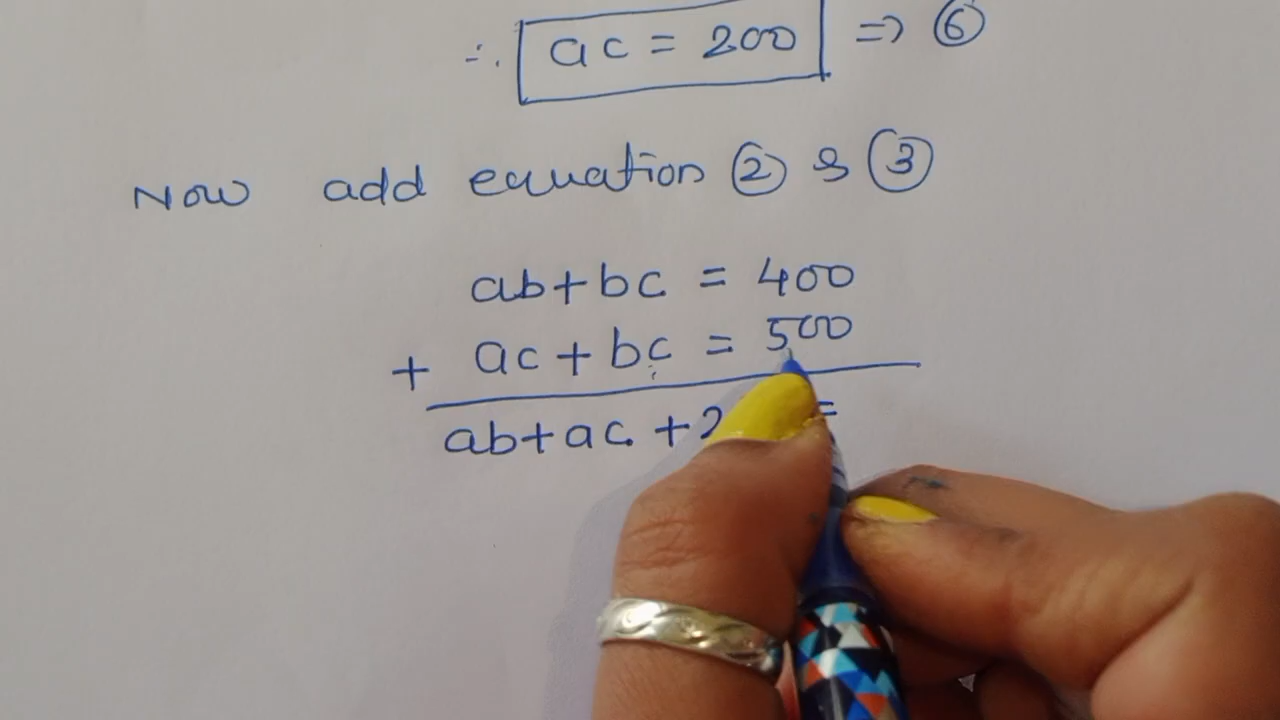 ∴ ac = 200 => ⑥
Now add equation ② & ③
ab+bc = 400
+ ac + bc = 500
ab+ac + 2 =